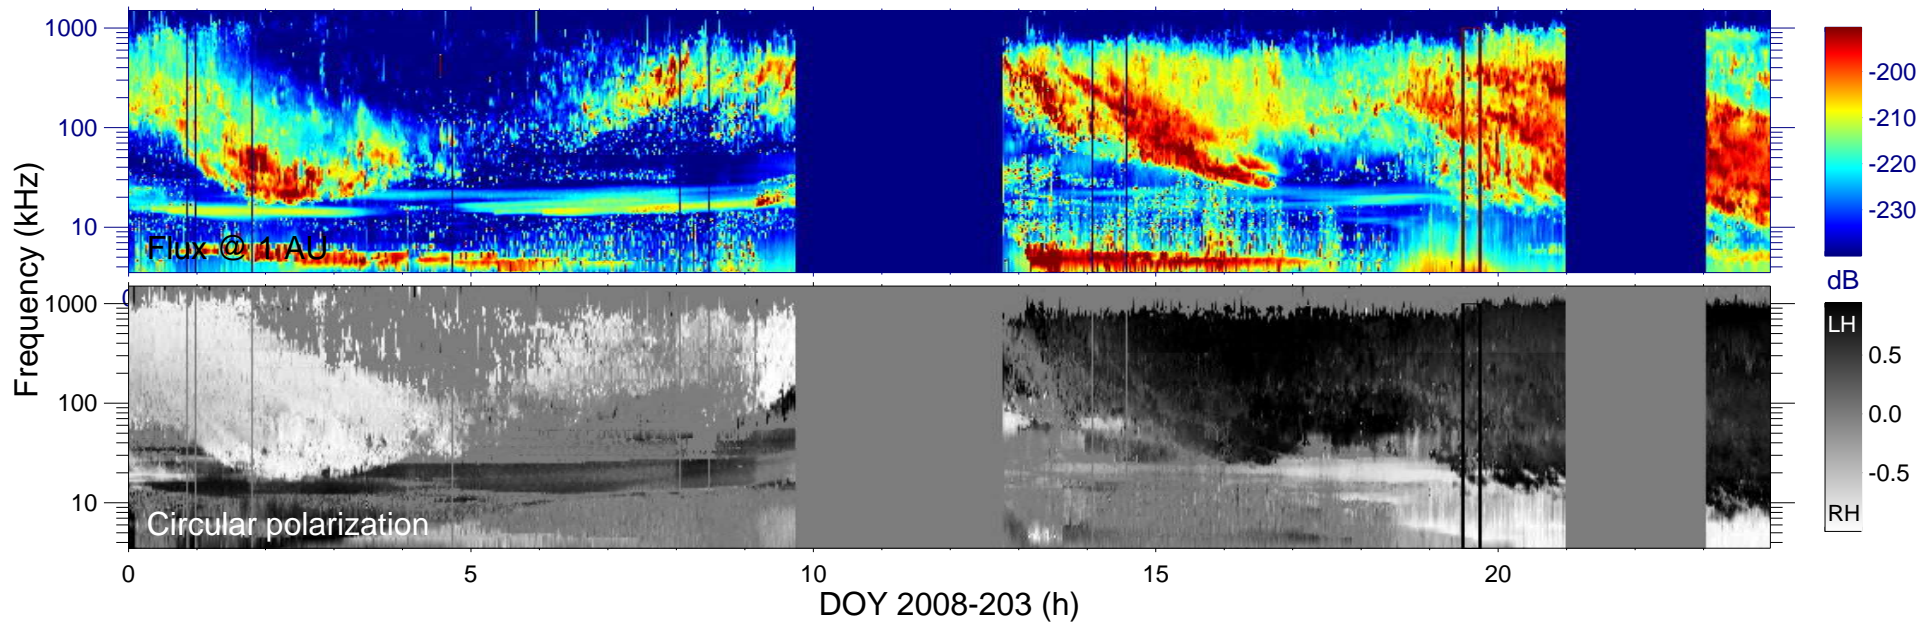 1000
100
10
Flux @ 1 AU
-200
-210
-220
-230
dB
Frequency (kHz)
1000
100
10
Circular polarization
LH
0.5
0.0
-0.5
RH
0 5 10 15 20
DOY 2008-203 (h)